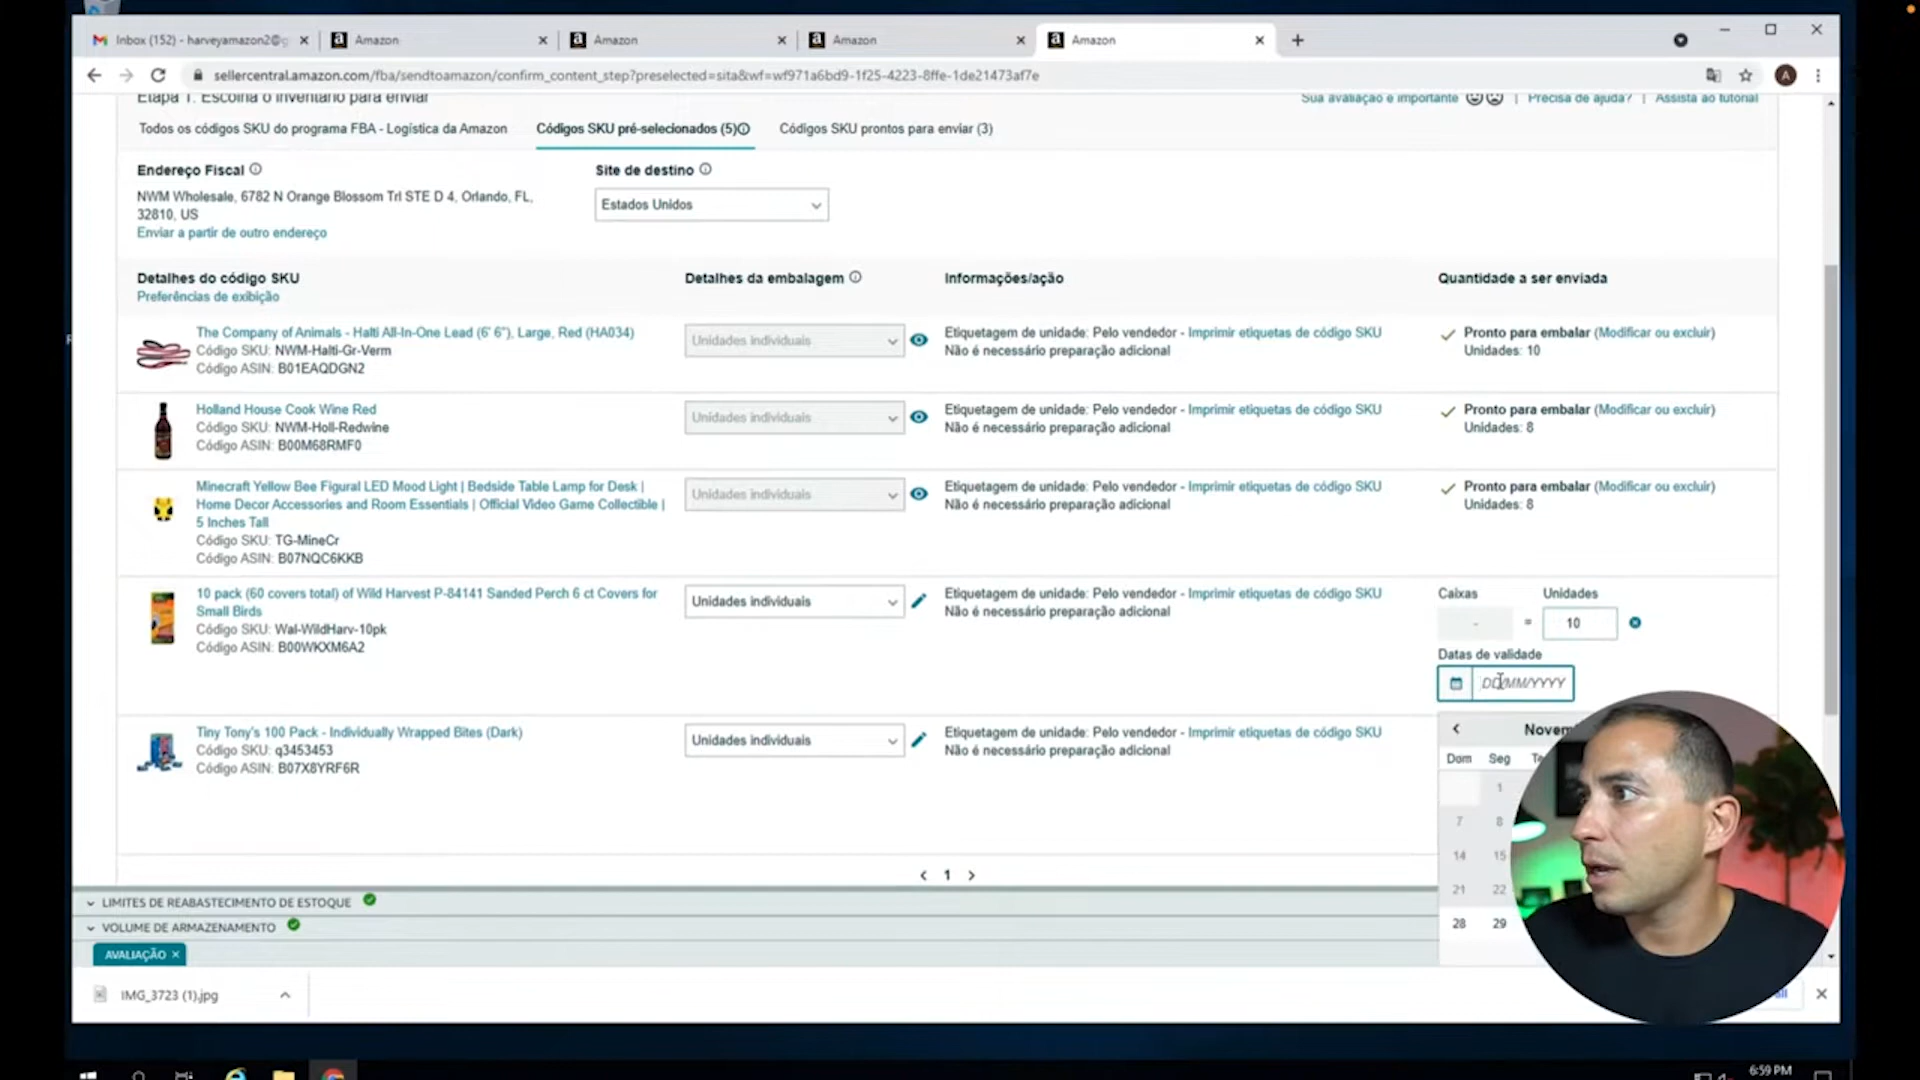 Inbox (152) - harveyamazon2@g
Amazon
Amazon
Amazon
Amazon
sellercentral.amazon.com/fba/sendtoamazon/confirm_content_step?preselected=sita&wf=wf971a6bd9-1f25-4223-8ffe-1de21473af7e
A
Etapa 1: Escolha o inventário para enviar
Sua avaliação é importante | Precisa de ajuda? | Assista ao tutorial
Todos os códigos SKU do programa FBA - Logística da Amazon
Códigos SKU pré-selecionados (5)
Códigos SKU prontos para enviar (3)
Endereço Fiscal
NWM Wholesale, 6782 N Orange Blossom Trl STE D 4, Orlando, FL,
32810, US
Enviar a partir de outro endereço
Site de destino
Estados Unidos
Detalhes do código SKU
Preferências de exibição
Detalhes da embalagem
Informações/ação
Quantidade a ser enviada
The Company of Animals - Halti All-In-One Lead (6' 6"), Large, Red (HA034)
Código SKU: NWM-Halti-Gr-Verm
Código ASIN: B01EAQDGN2
Unidades individuais
Etiquetagem de unidade: Pelo vendedor - Imprimir etiquetas de código SKU
Não é necessário preparação adicional
Pronto para embalar (Modificar ou excluir)
Unidades: 10
Holland House Cook Wine Red
Código SKU: NWM-Holl-Redwine
Código ASIN: B00M68RMF0
Unidades individuais
Etiquetagem de unidade: Pelo vendedor - Imprimir etiquetas de código SKU
Não é necessário preparação adicional
Pronto para embalar (Modificar ou excluir)
Unidades: 8
Minecraft Yellow Bee Figural LED Mood Light | Bedside Table Lamp for Desk |
Home Decor Accessories and Room Essentials | Official Video Game Collectible |
5 Inches Tall
Código SKU: TG-MineCr
Código ASIN: B07NQC6KKB
Unidades individuais
Etiquetagem de unidade: Pelo vendedor - Imprimir etiquetas de código SKU
Não é necessário preparação adicional
Pronto para embalar (Modificar ou excluir)
Unidades: 8
10 pack (60 covers total) of Wild Harvest P-84141 Sanded Perch 6 ct Covers for
Small Birds
Código SKU: Wal-WildHarv-10pk
Código ASIN: B00WKXM6A2
Unidades individuais
Etiquetagem de unidade: Pelo vendedor - Imprimir etiquetas de código SKU
Não é necessário preparação adicional
Caixas Unidades
- = 10
Datas de validade
DD/MM/YYYY
Tiny Tony's 100 Pack - Individually Wrapped Bites (Dark)
Código SKU: q3453453
Código ASIN: B07X8YRF6R
Unidades individuais
Etiquetagem de unidade: Pelo vendedor - Imprimir etiquetas de código SKU
Não é necessário preparação adicional
Dom Seg
1
7 8
14 15
21 22
28 29
1
LIMITES DE REABASTECIMENTO DE ESTOQUE
VOLUME DE ARMAZENAMENTO
AVALIAÇÃO ×
IMG_3723 (1).jpg
6:59 PM